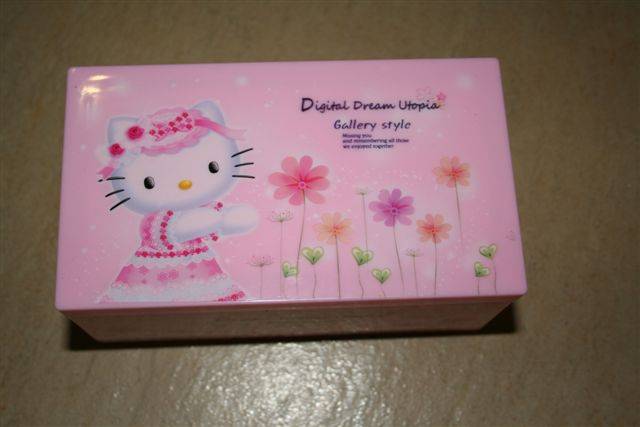 Digital Dream Utopia
Gallery style
Missing you
and remembering all those
we enjoyed together